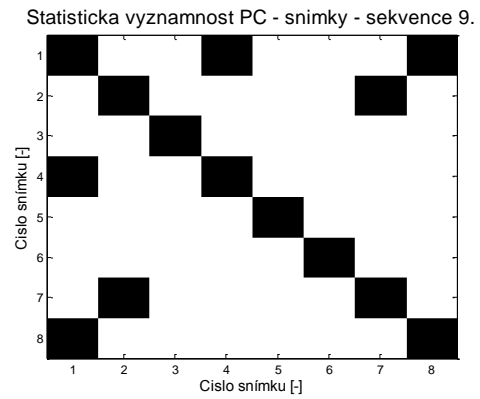 Statisticka vyznamnost PC - snimky - sekvence 9.
Cislo snímku [-]
1
2
3
4
5
6
7
8
1 2 3 4 5 6 7 8
Cislo snímku [-]